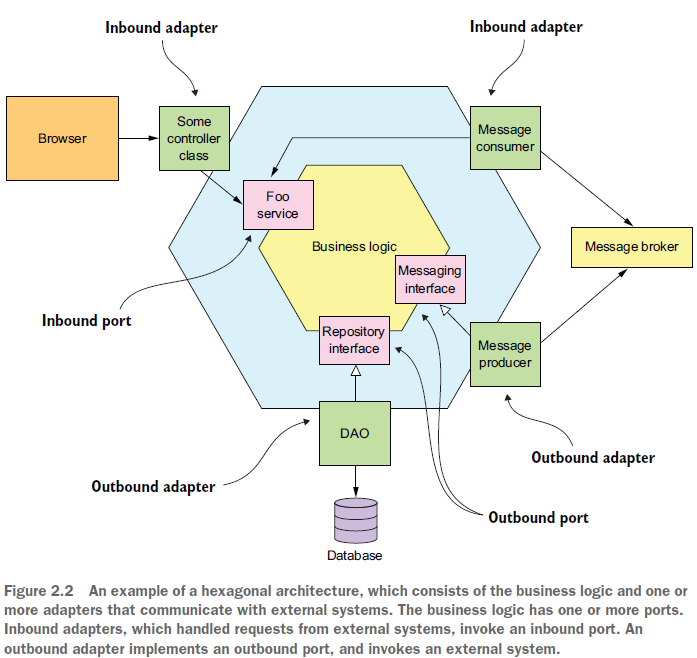 Inbound adapter
Inbound adapter
Browser
Some
controller
class
Message
consumer
Foo
service
Business logic
Message broker
Messaging
interface
Inbound port
Repository
interface
Message
producer
DAO
Outbound adapter
Outbound adapter
Outbound port
Database
Figure 2.2 An example of a hexagonal architecture, which consists of the business logic and one or
more adapters that communicate with external systems. The business logic has one or more ports.
Inbound adapters, which handled requests from external systems, invoke an inbound port. An
outbound adapter implements an outbound port, and invokes an external system.